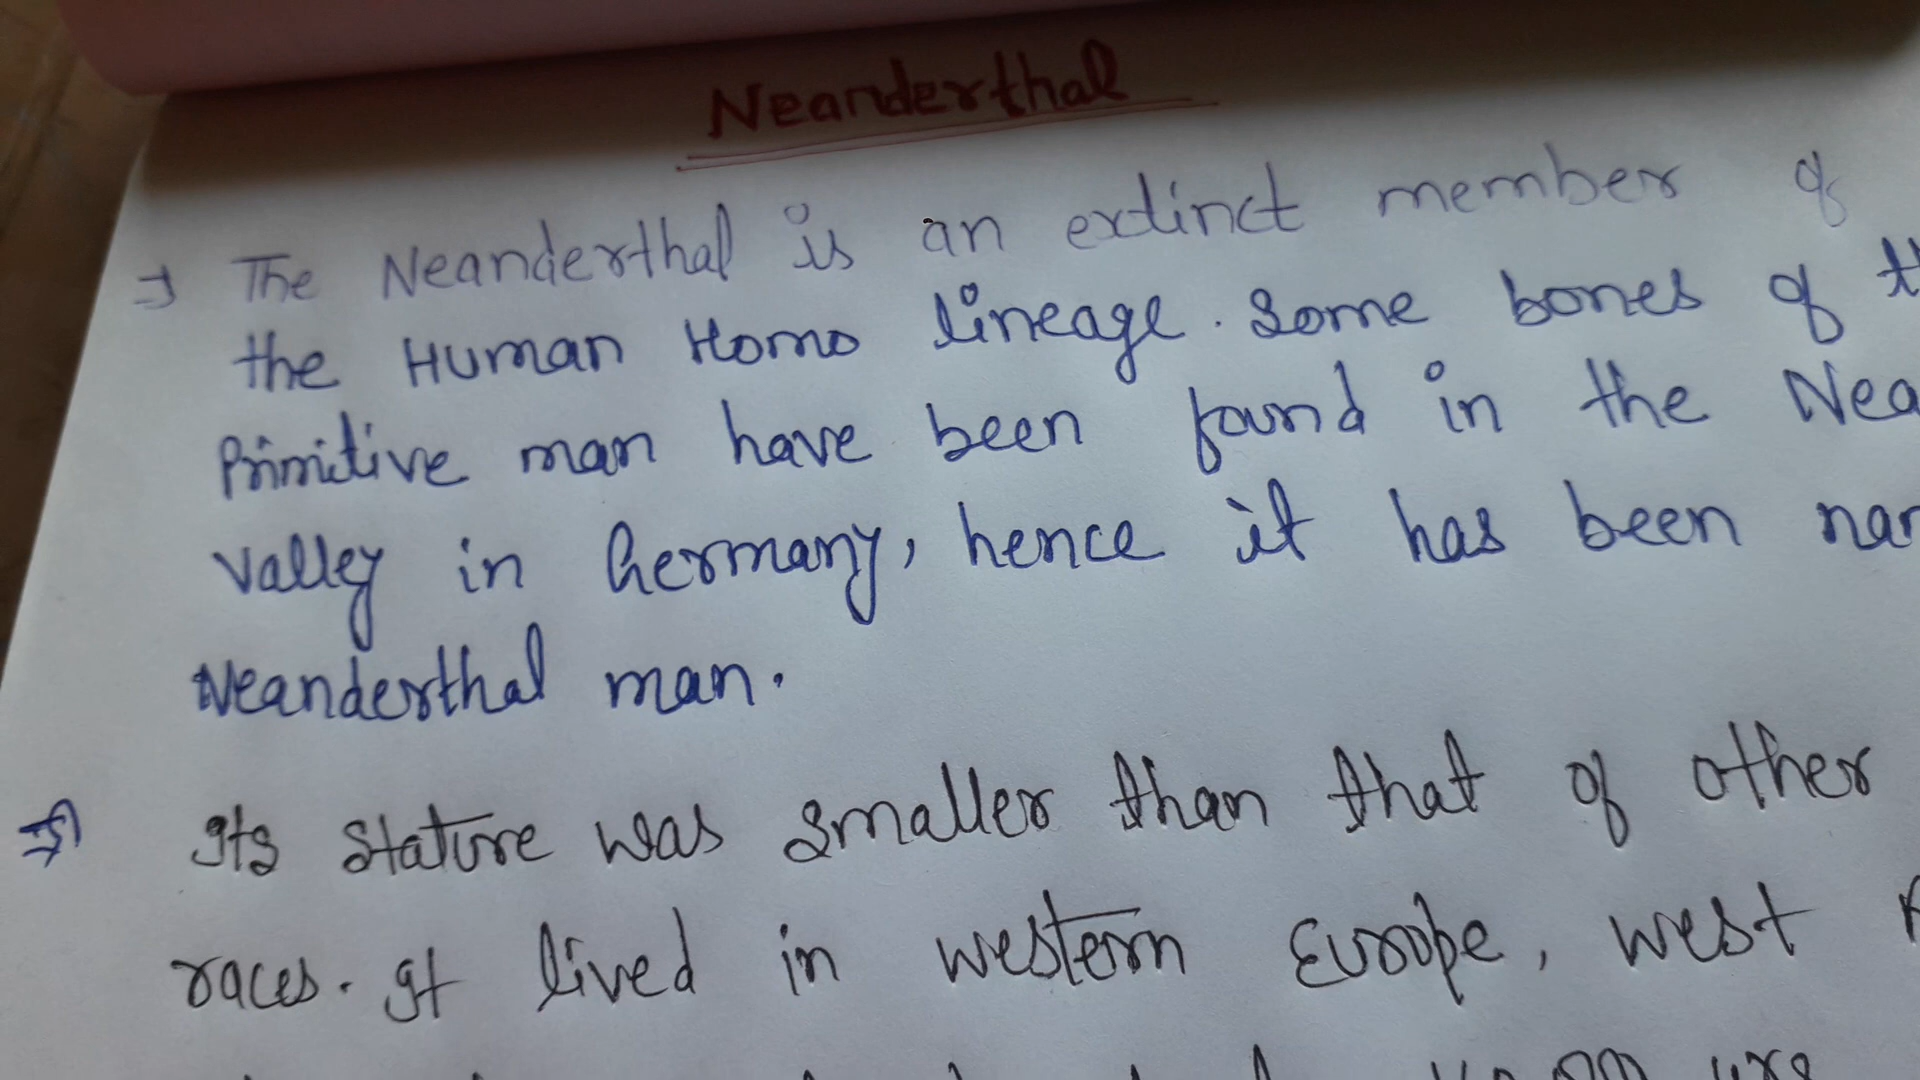 Neanderthal
⇒ The Neanderthal is an extinct member of
the Human Homo lineage. Some bones of
Primitive man have been found in the
Valley in Germany, hence it has been
Neanderthal man.
⇒ Its stature was smaller than that of other
races. It lived in western Europe, west